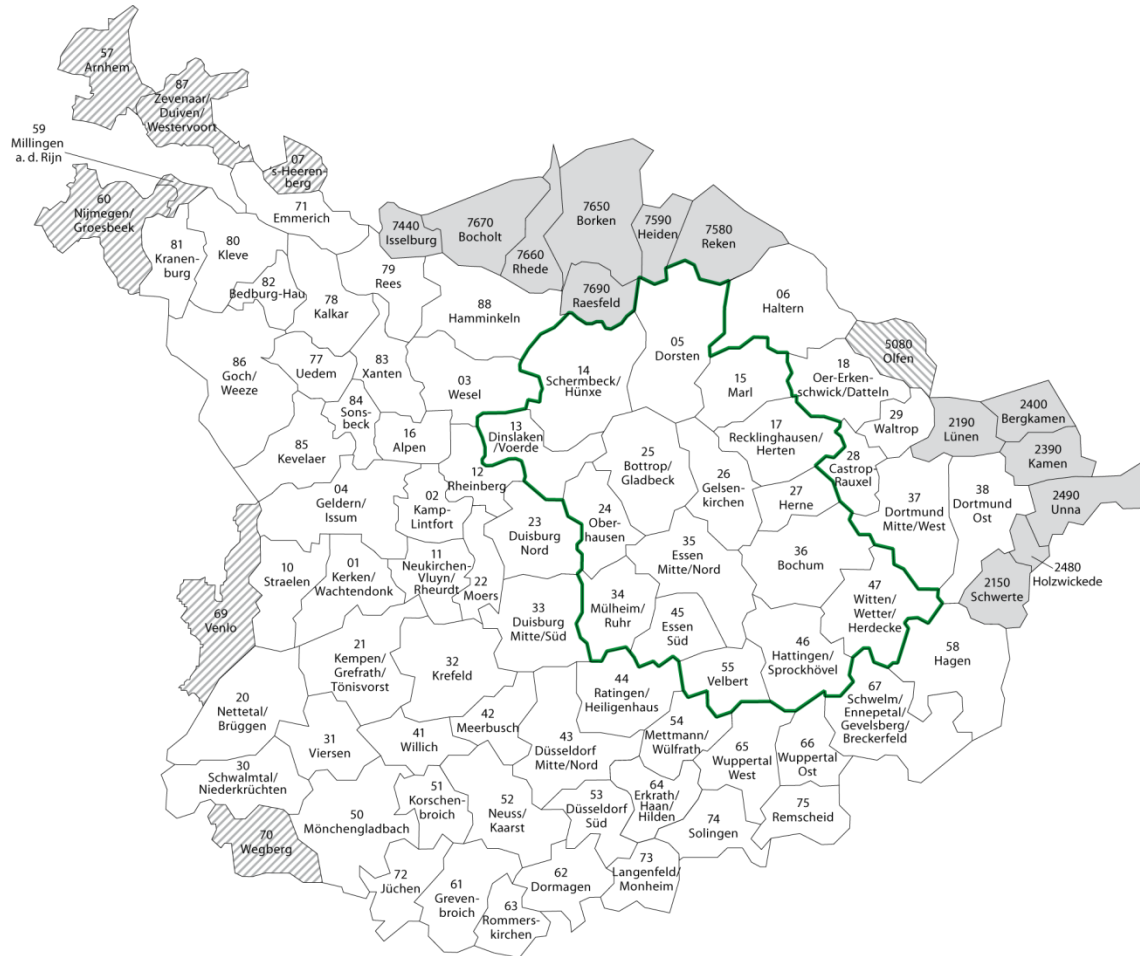 57
Arnhem
87
Zevenaar/
Duiven/
Westervoort
59
Millingen
a. d. Rijn
07
's-Heeren-
berg
60
Nijmegen/
Groesbeek
71
Emmerich
81
Kranen-
burg
80
Kleve
82
Bedburg-Hau
78
Kalkar
79
Rees
7440
Isselburg
7670
Bocholt
7660
Rhede
7650
Borken
7590
Heiden
7580
Reken
7690
Raesfeld
88
Hamminkeln
06
Haltern
5080
Olfen
86
Goch/
Weeze
77
Uedem
83
Xanten
03
Wesel
14
Schermbeck/
Hünxe
05
Dorsten
15
Marl
18
Oer-Erken-
schwick/Datteln
29
Waltrop
2190
Lünen
2400
Bergkamen
2390
Kamen
2490
Unna
84
Sons-
beck
16
Alpen
85
Kevelaer
13
Dinslaken
/Voerde
17
Recklinghausen/
Herten
28
Castrop-
Rauxel
25
Bottrop/
Gladbeck
26
Gelsen-
kirchen
27
Herne
37
Dortmund
Mitte/West
38
Dortmund
Ost
12
Rheinberg
04
Geldern/
Issum
02
Kamp-
Lintfort
23
Duisburg
Nord
24
Ober-
hausen
35
Essen
Mitte/Nord
36
Bochum
2480
Holzwickede
2150
Schwerte
10
Straelen
01
Kerken/
Wachtendonk
11
Neukirchen-
Vluyn/
Rheurdt
22
Moers
33
Duisburg
Mitte/Süd
34
Mülheim/
Ruhr
45
Essen
Süd
47
Witten/
Wetter/
Herdecke
69
Venlo
21
Kempen/
Grefrath/
Tönisvorst
32
Krefeld
44
Ratingen/
Heiligenhaus
55
Velbert
46
Hattingen/
Sprockhövel
58
Hagen
67
Schwelm/
Ennepetal/
Gevelsberg/
Breckerfeld
20
Nettetal/
Brüggen
31
Viersen
41
Willich
42
Meerbusch
43
Düsseldorf
Mitte/Nord
54
Mettmann/
Wülfrath
65
Wuppertal
West
66
Wuppertal
Ost
30
Schwalmtal/
Niederkrüchten
50
Mönchengladbach
51
Korschen-
broich
52
Neuss/
Kaarst
53
Düsseldorf
Süd
64
Erkrath/
Haan/
Hilden
74
Solingen
75
Remscheid
70
Wegberg
72
Jüchen
61
Greven-
broich
63
Rommers-
kirchen
62
Dormagen
73
Langenfeld/
Monheim